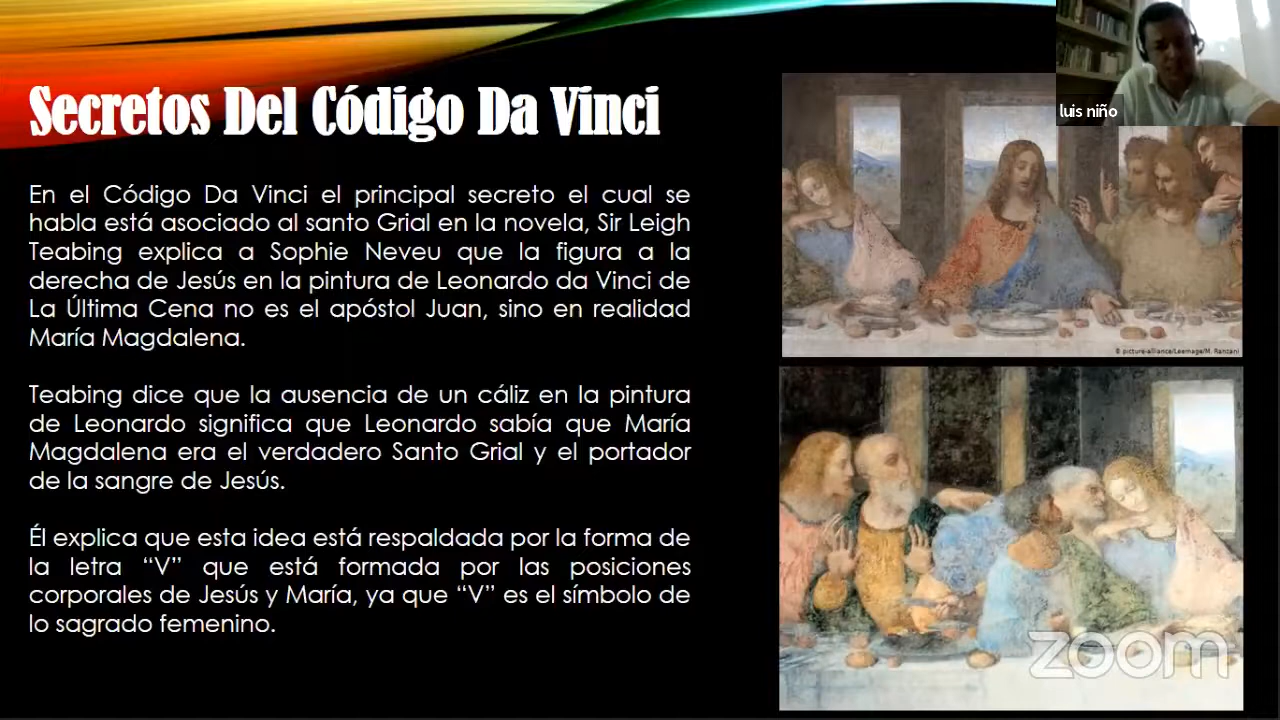 luis niño
Secretos Del Código Da Vinci
En el Código Da Vinci el principal secreto el cual se
habla está asociado al santo Grial en la novela, Sir Leigh
Teabing explica a Sophie Neveu que la figura a la
derecha de Jesús en la pintura de Leonardo da Vinci de
La Última Cena no es el apóstol Juan, sino en realidad
María Magdalena.
Teabing dice que la ausencia de un cáliz en la pintura
de Leonardo significa que Leonardo sabía que María
Magdalena era el verdadero Santo Grial y el portador
de la sangre de Jesús.
Él explica que esta idea está respaldada por la forma de
la letra “V” que está formada por las posiciones
corporales de Jesús y María, ya que “V” es el símbolo de
lo sagrado femenino.
© picture-alliance/Leemage/M. Ranzani
zoom